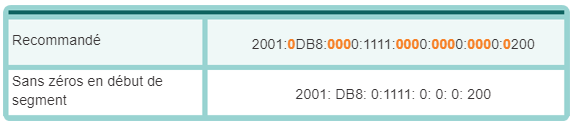 Recommandé 2001:0DB8:0000:1111:0000:0000:0000:0200
Sans zéros en début de
segment
2001: DB8: 0:1111: 0: 0: 0: 200